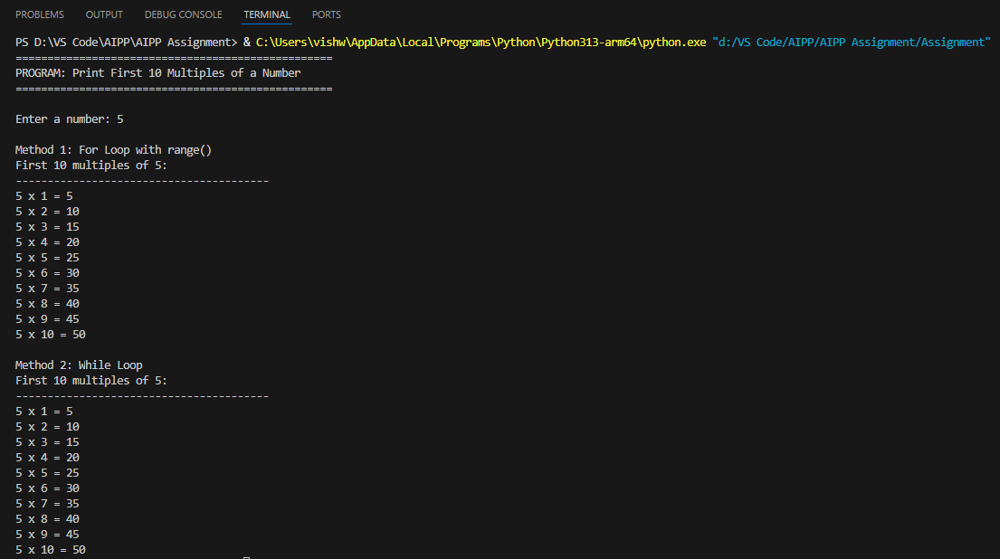 PROBLEMS OUTPUT DEBUG CONSOLE TERMINAL PORTS
PS D:\VS Code\AIPP\AIPP Assignment> & C:\Users\vishw\AppData\Local\Programs\Python\Python313-arm64\python.exe "d:/VS Code/AIPP/AIPP Assignment/Assignment"
==================================================
PROGRAM: Print First 10 Multiples of a Number
==================================================
Enter a number: 5
Method 1: For Loop with range()
First 10 multiples of 5:
----------------------------------------
5 x 1 = 5
5 x 2 = 10
5 x 3 = 15
5 x 4 = 20
5 x 5 = 25
5 x 6 = 30
5 x 7 = 35
5 x 8 = 40
5 x 9 = 45
5 x 10 = 50
Method 2: While Loop
First 10 multiples of 5:
----------------------------------------
5 x 1 = 5
5 x 2 = 10
5 x 3 = 15
5 x 4 = 20
5 x 5 = 25
5 x 6 = 30
5 x 7 = 35
5 x 8 = 40
5 x 9 = 45
5 x 10 = 50